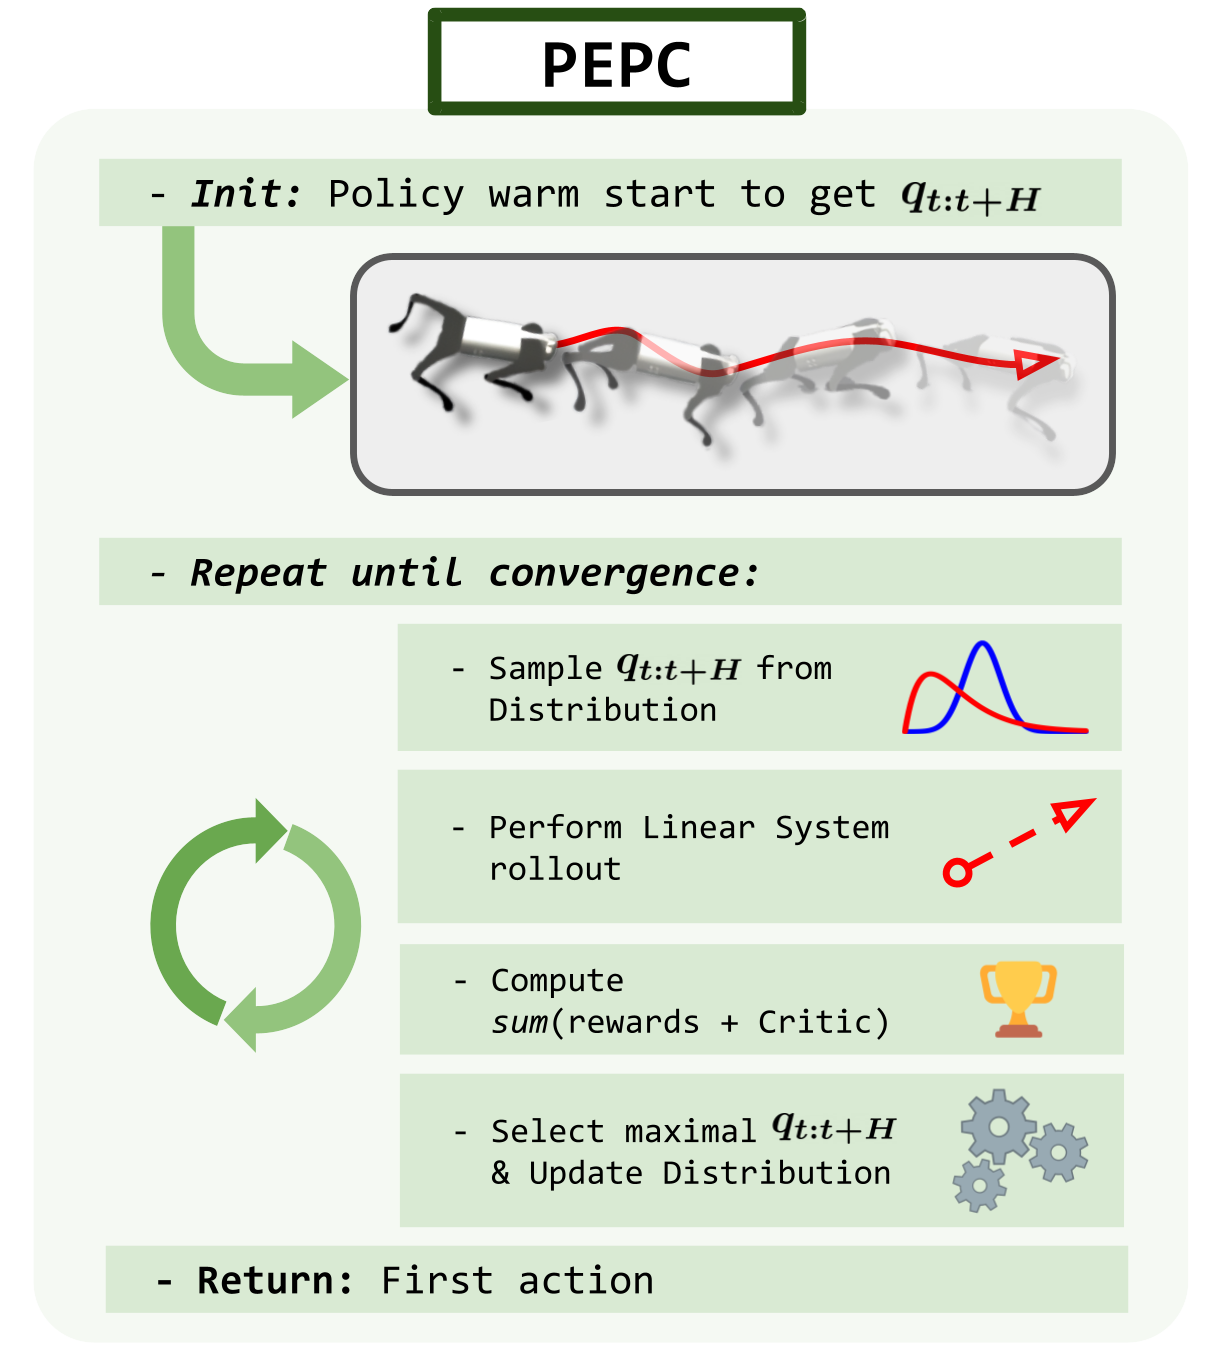 PEPC
- Init: Policy warm start to get q_{t:t+H}
- Repeat until convergence:
- Sample q_{t:t+H} from
Distribution
- Perform Linear System
rollout
- Compute
sum(rewards + Critic)
- Select maximal q_{t:t+H}
& Update Distribution
- Return: First action